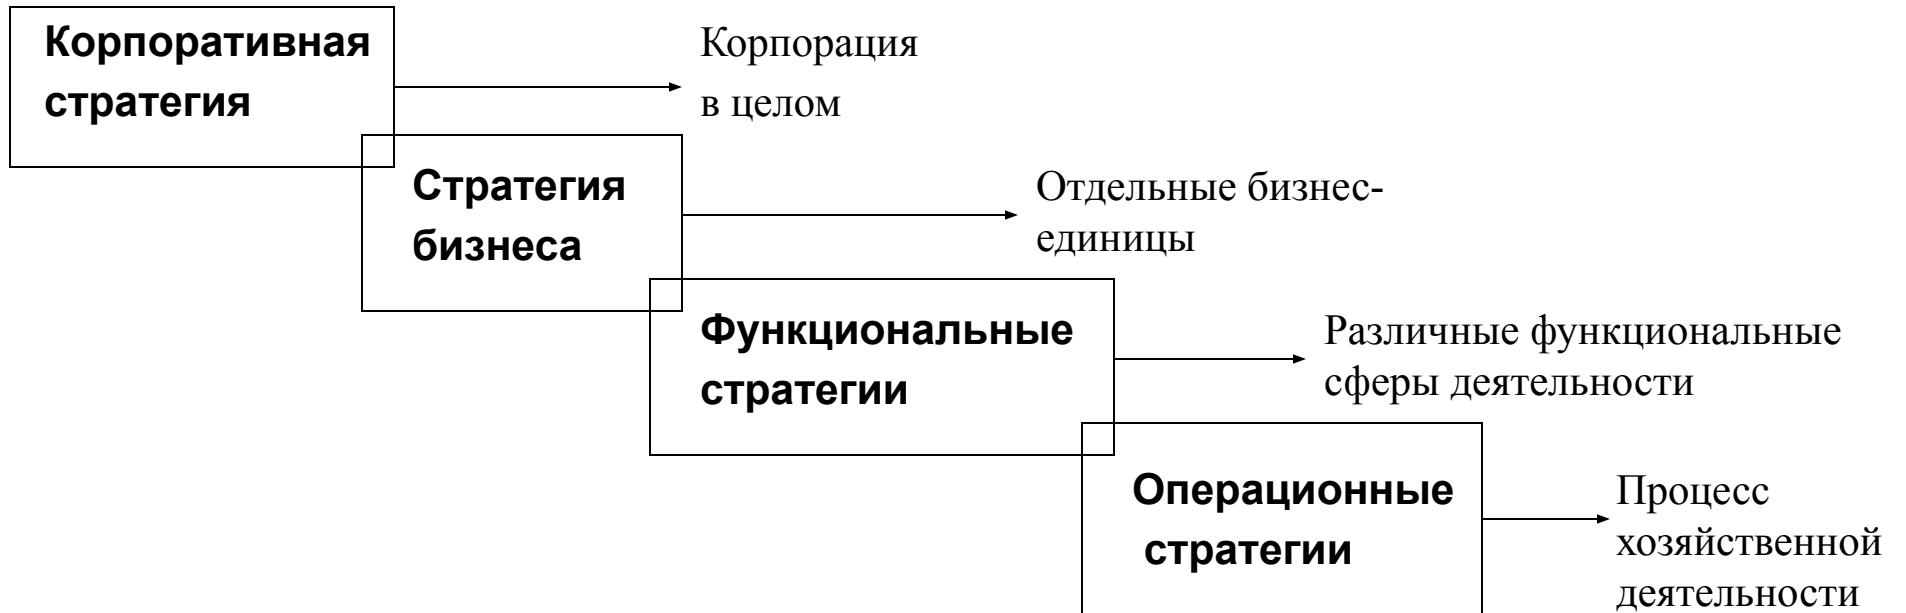 Корпоративная
стратегия
Корпорация
в целом
Стратегия
бизнеса
Отдельные бизнес-
единицы
Функциональные
стратегии
Различные функциональные
сферы деятельности
Операционные
стратегии
Процесс
хозяйственной
деятельности